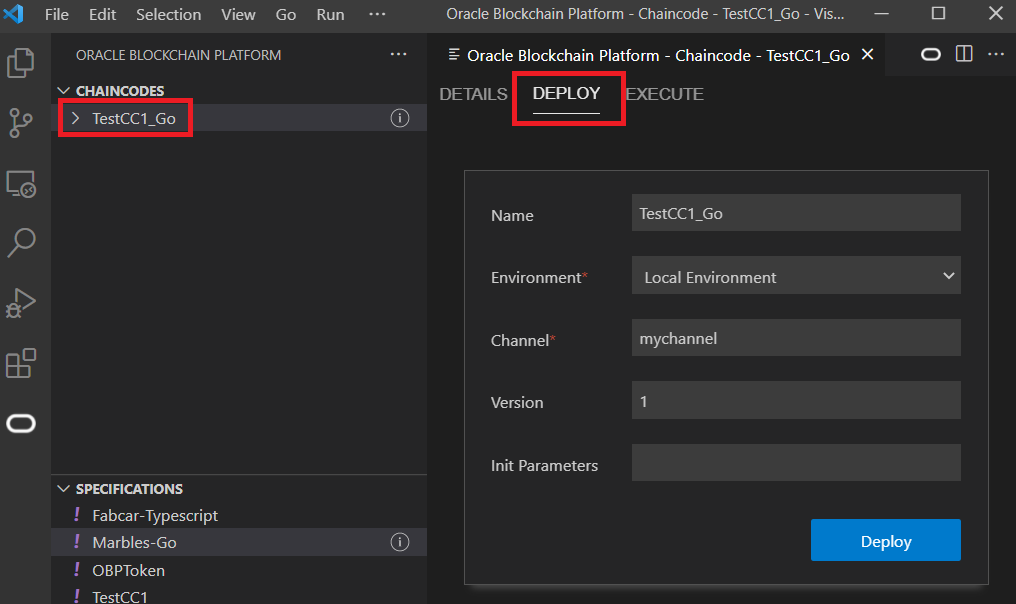 File Edit Selection View Go Run ··· Oracle Blockchain Platform - Chaincode - TestCC1_Go - Vis...
ORACLE BLOCKCHAIN PLATFORM ···
Oracle Blockchain Platform - Chaincode - TestCC1_Go
CHAINCODES
TestCC1_Go
DETAILS DEPLOY EXECUTE
Name TestCC1_Go
Environment* Local Environment
Channel* mychannel
Version 1
Init Parameters
Deploy
SPECIFICATIONS
! Fabcar-Typescript
! Marbles-Go
! OBPToken
! TestCC1